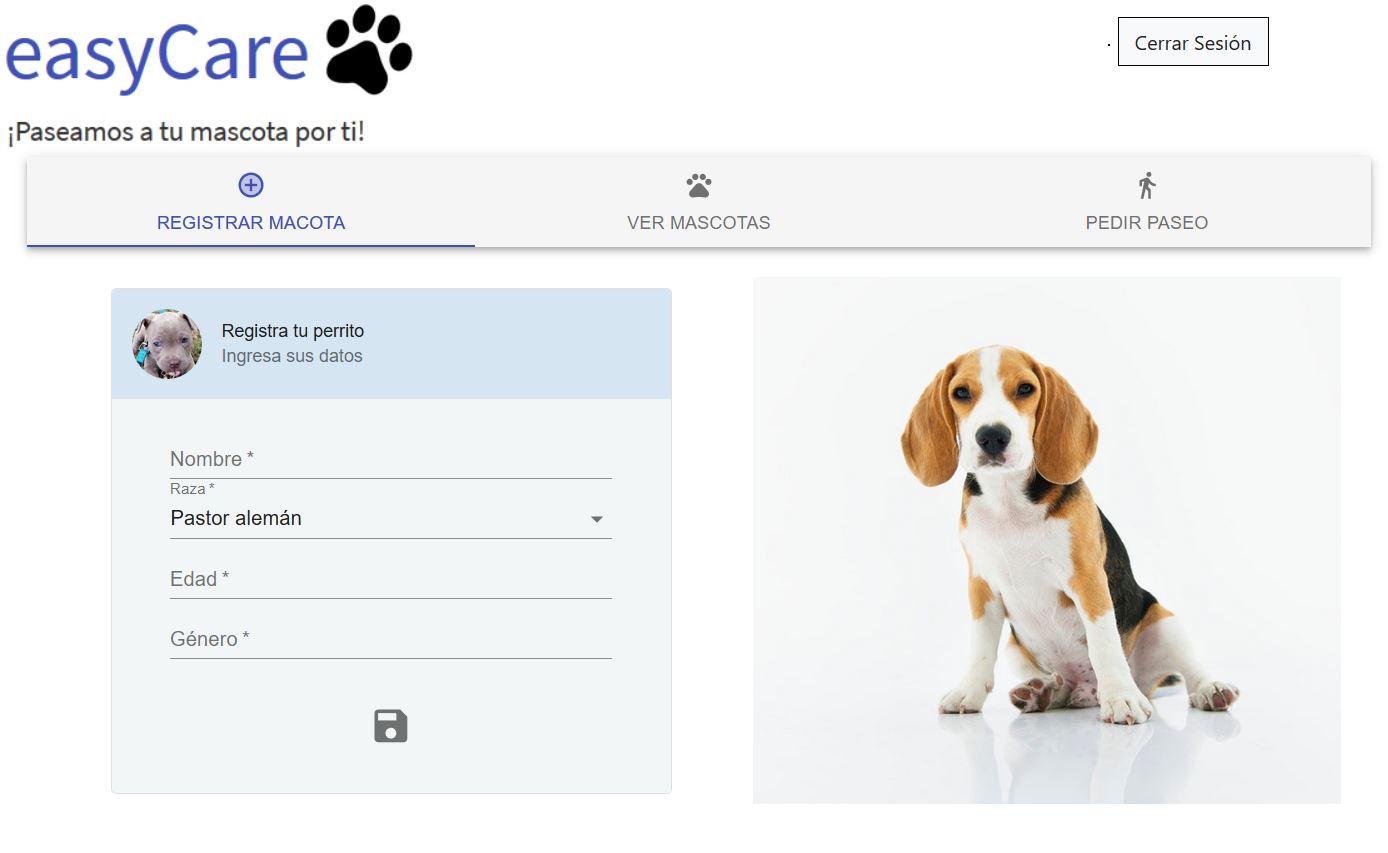 easyCare
Cerrar Sesión
¡Paseamos a tu mascota por ti!
REGISTRAR MACOTA
VER MASCOTAS
PEDIR PASEO
Registra tu perrito
Ingresa sus datos
Nombre *
Raza *
Pastor alemán
Edad *
Género *